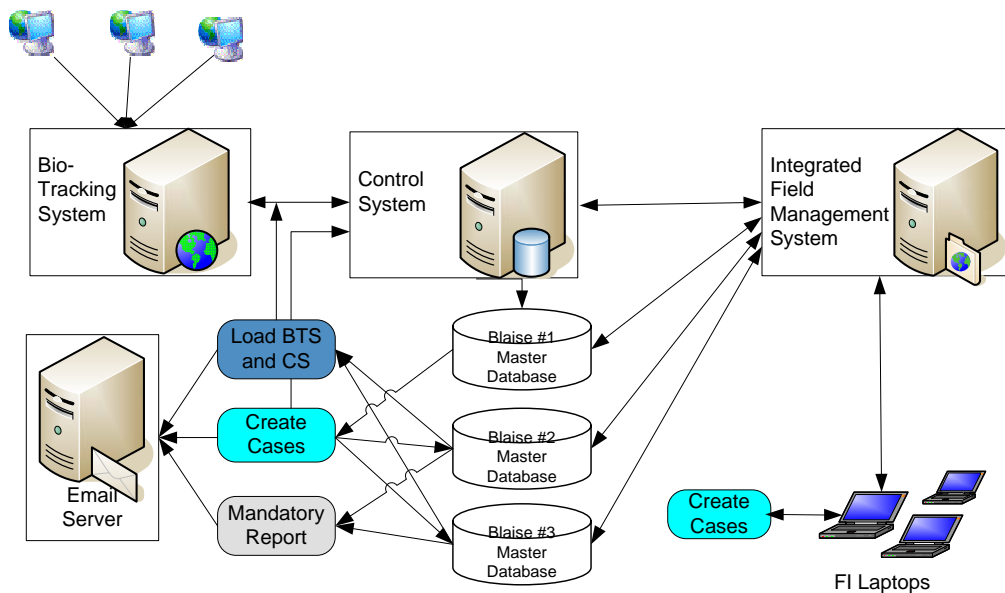 Bio-
Tracking
System
Control
System
Integrated
Field
Management
System
Load BTS
and CS
Blaise #1
Master
Database
Create
Cases
Blaise #2
Master
Database
Email
Server
Mandatory
Report
Blaise #3
Master
Database
Create
Cases
FI Laptops